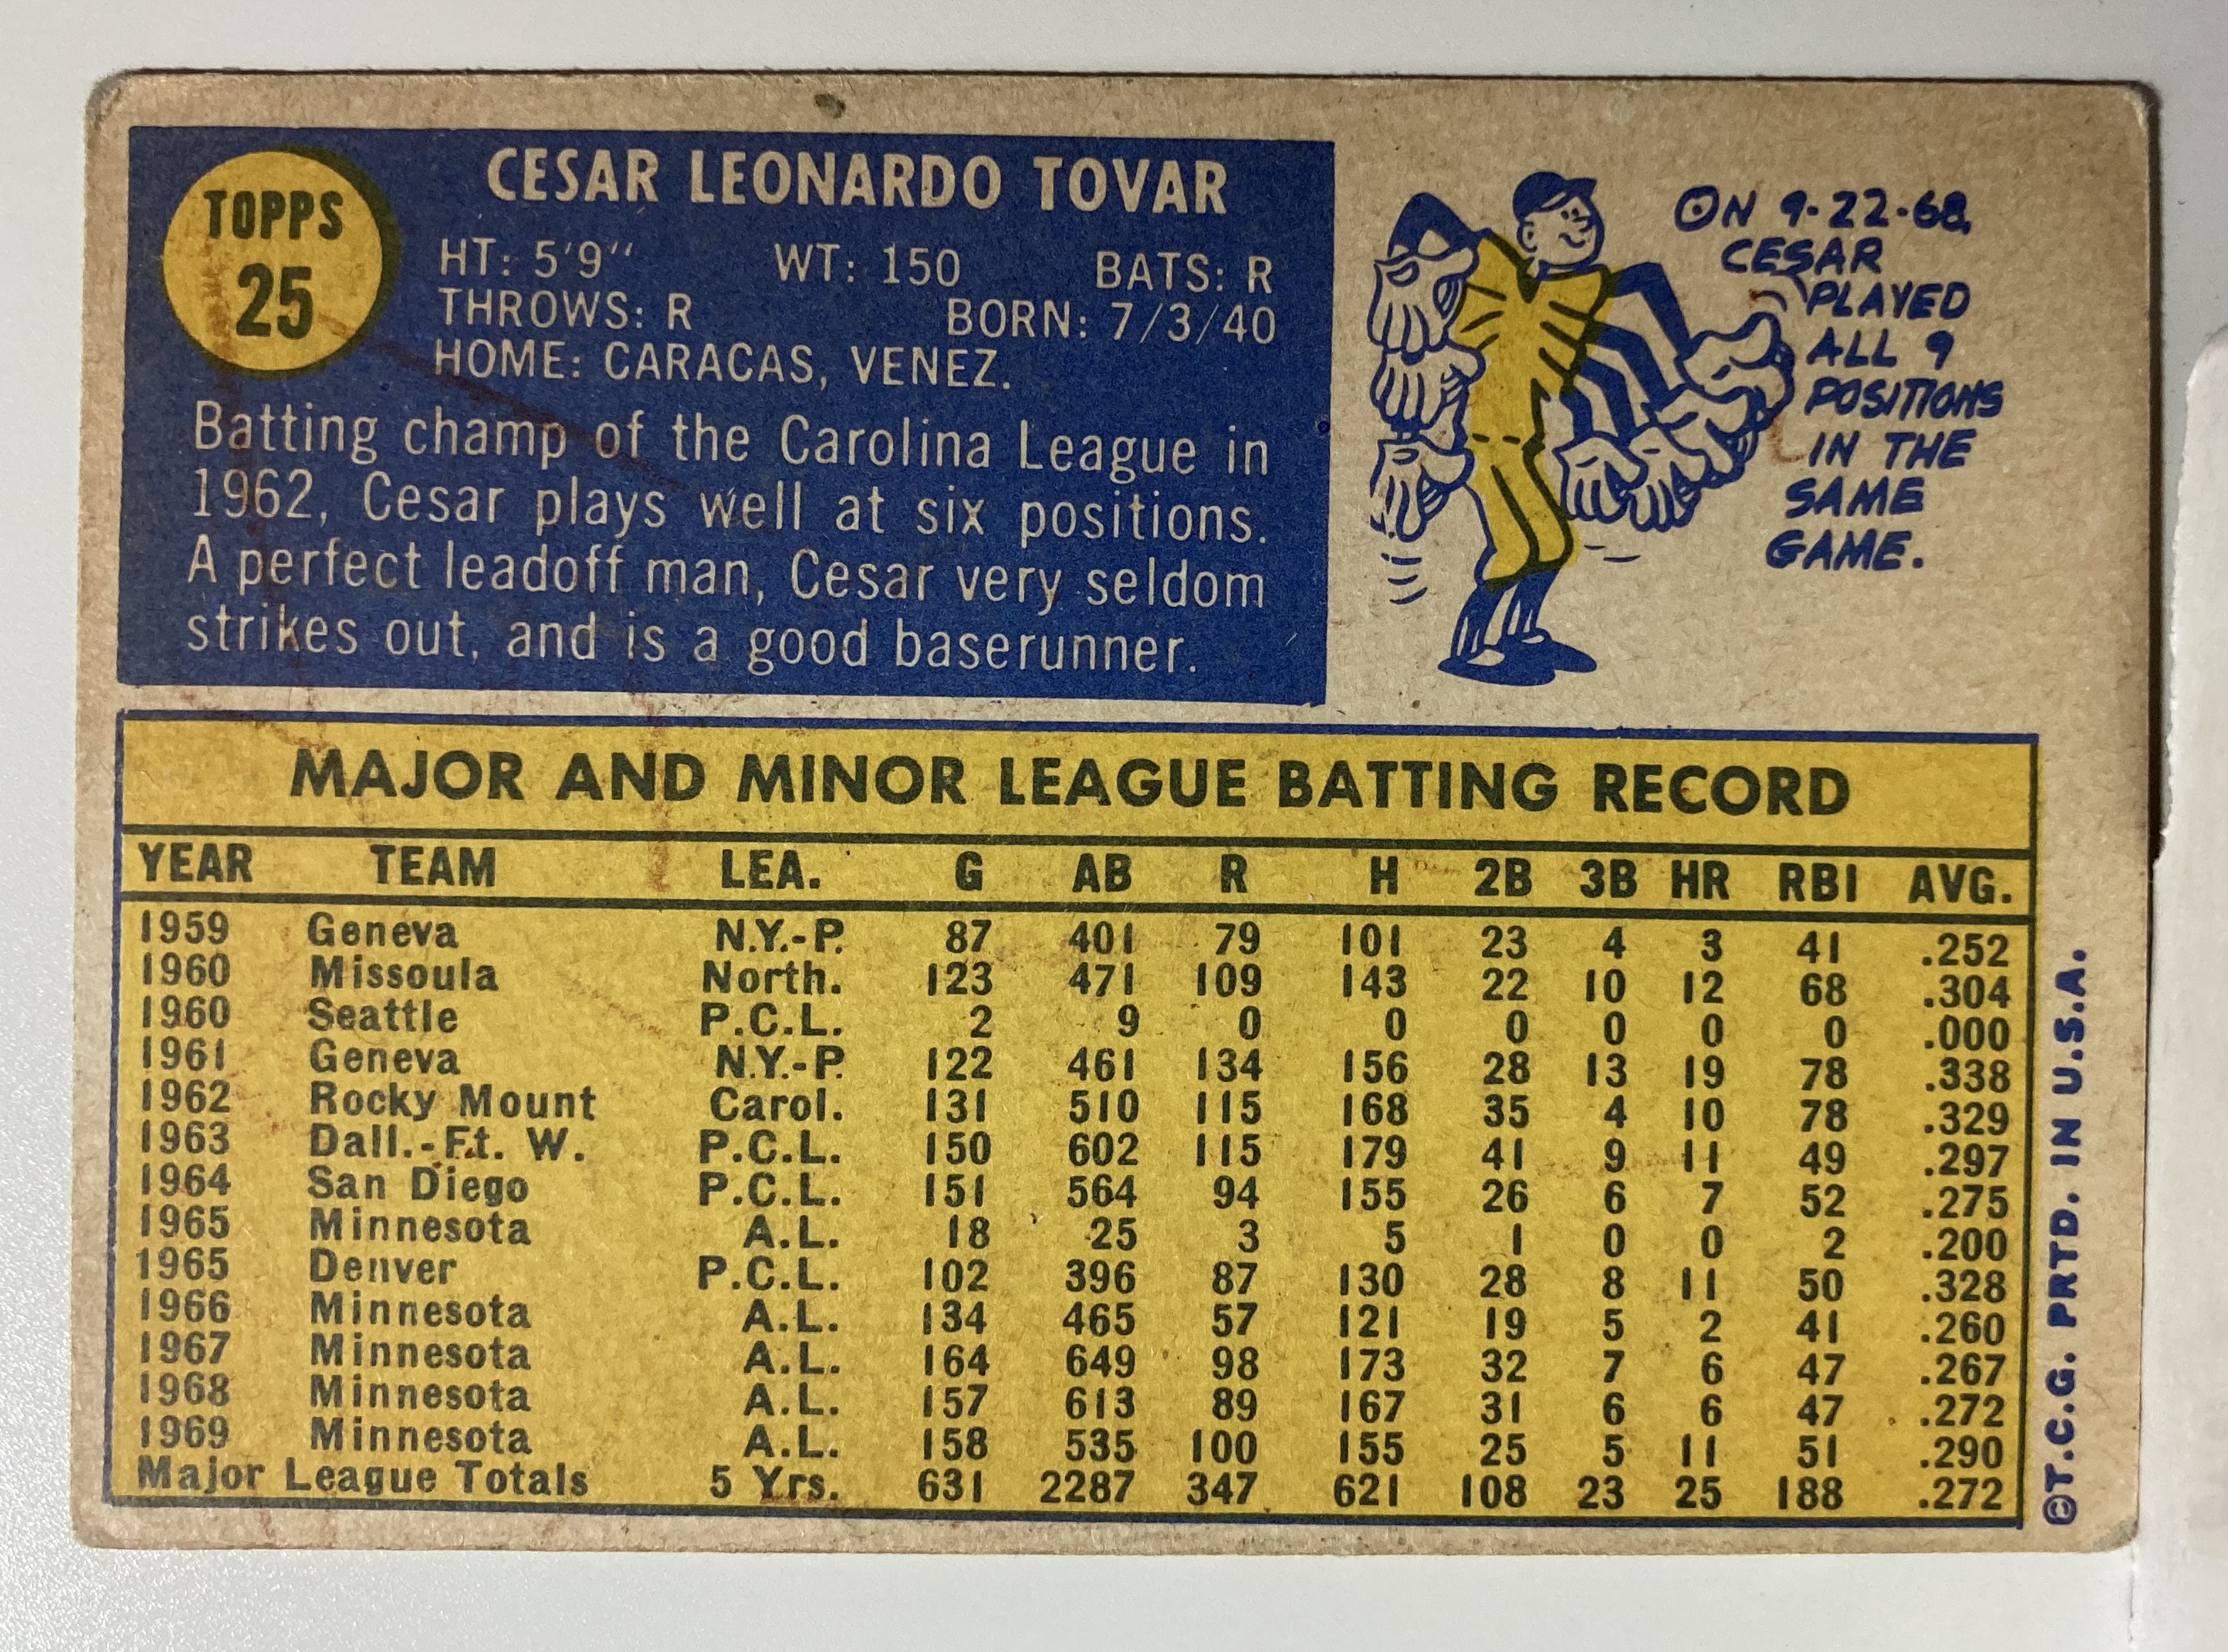 TOPPS
25
CESAR LEONARDO TOVAR
HT: 5'9" WT: 150 BATS: R
THROWS: R BORN: 7/3/40
HOME: CARACAS, VENEZ.
Batting champ of the Carolina League in
1962, Cesar plays well at six positions.
A perfect leadoff man, Cesar very seldom
strikes out, and is a good baserunner.
ON 9-22-68,
CESAR
PLAYED
ALL 9
POSITIONS
IN THE
SAME
GAME.
MAJOR AND MINOR LEAGUE BATTING RECORD
YEAR TEAM LEA. G AB R H 2B 3B HR RBI AVG.
1959 Geneva N.Y.-P. 87 401 79 101 23 4 3 41 .252
1960 Missoula North. 123 471 109 143 22 10 12 68 .304
1960 Seattle P.C.L. 2 9 0 0 0 0 0 0 .000
1961 Geneva N.Y.-P. 122 461 134 156 28 13 19 78 .338
1962 Rocky Mount Carol. 131 510 115 168 35 4 10 78 .329
1963 Dall.-Ft. W. P.C.L. 150 602 115 179 41 9 11 49 .297
1964 San Diego P.C.L. 151 564 94 155 26 6 7 52 .275
1965 Minnesota A.L. 18 25 3 5 1 0 0 2 .200
1965 Denver P.C.L. 102 396 87 130 28 8 11 50 .328
1966 Minnesota A.L. 134 465 57 121 19 5 2 41 .260
1967 Minnesota A.L. 164 649 98 173 32 7 6 47 .267
1968 Minnesota A.L. 157 613 89 167 31 6 6 47 .272
1969 Minnesota A.L. 158 535 100 155 25 5 11 51 .290
Major League Totals 5 Yrs. 631 2287 347 621 108 23 25 188 .272
©T.C.G. PRTD. IN U.S.A.